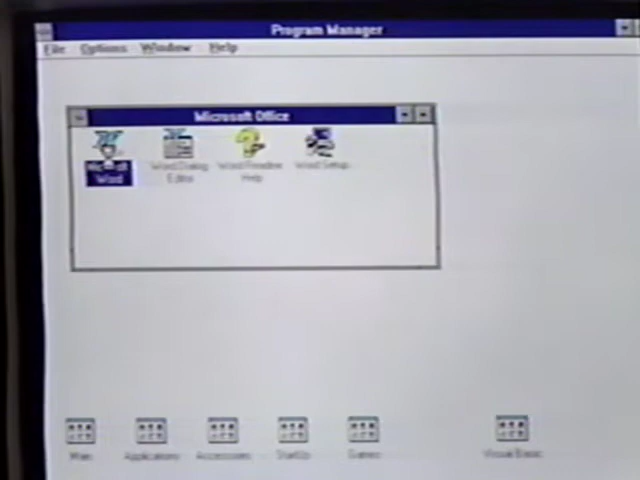 Program Manager
File Options Window Help
Microsoft Office
Microsoft Word Dialog Word Readme Word Setup
Word Editor Help
Main Applications Accessories StartUp Games Visual Basic